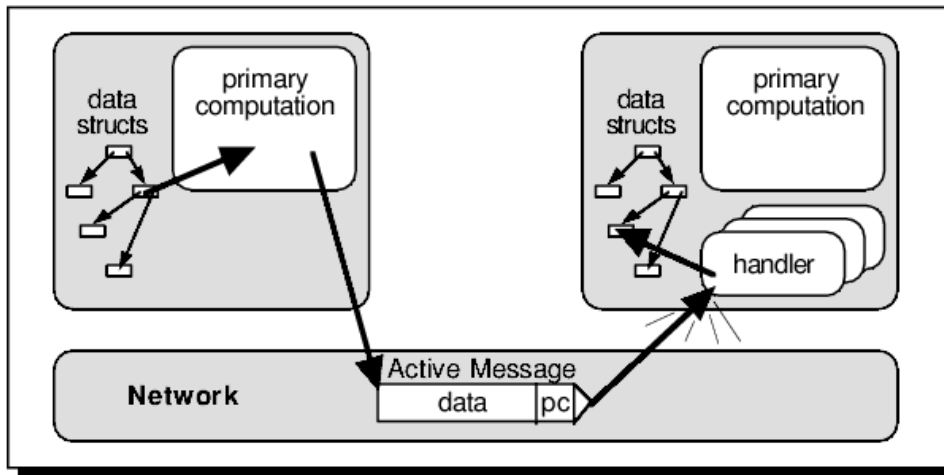 primary
computation
data
structs
primary
computation
data
structs
handler
Network
Active Message
data
pc